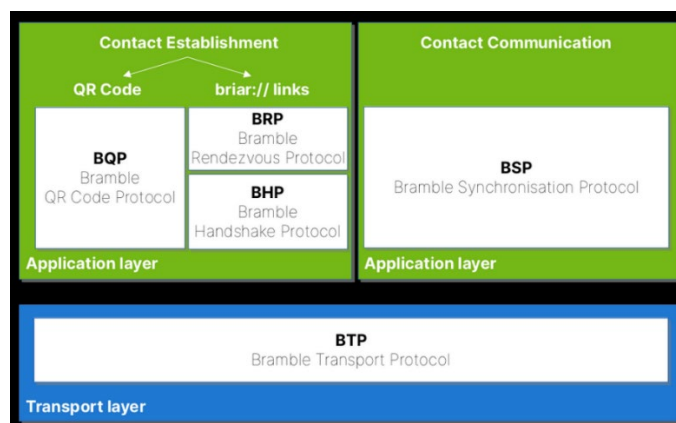 Contact Establishment
QR Code
briar:// links
BQP
Bramble
QR Code Protocol
BRP
Bramble
Rendezvous Protocol
BHP
Bramble
Handshake Protocol
Application layer
Contact Communication
BSP
Bramble Synchronisation Protocol
Application layer
BTP
Bramble Transport Protocol
Transport layer